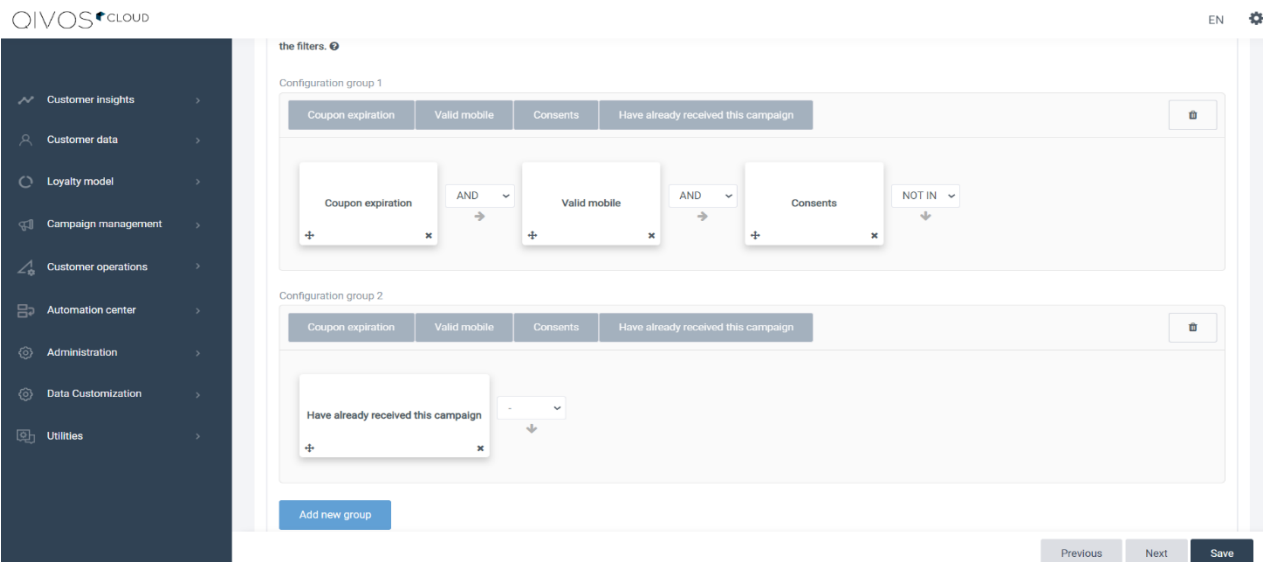 QIVOS CLOUD
EN
the filters.
Customer insights
Customer data
Loyalty model
Campaign management
Customer operations
Automation center
Administration
Data Customization
Utilities
Configuration group 1
Coupon expiration Valid mobile Consents Have already received this campaign
Coupon expiration AND Valid mobile AND Consents NOT IN
Configuration group 2
Coupon expiration Valid mobile Consents Have already received this campaign
Have already received this campaign -
Add new group
Previous Next Save